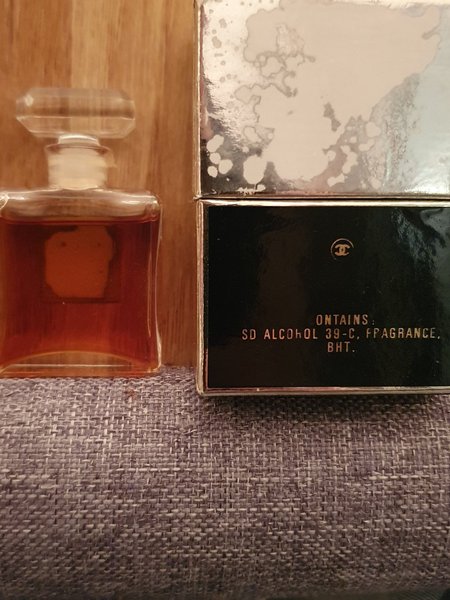 ONTAINS:
SD ALCOHOL 39-C, FRAGRANCE,
BHT.